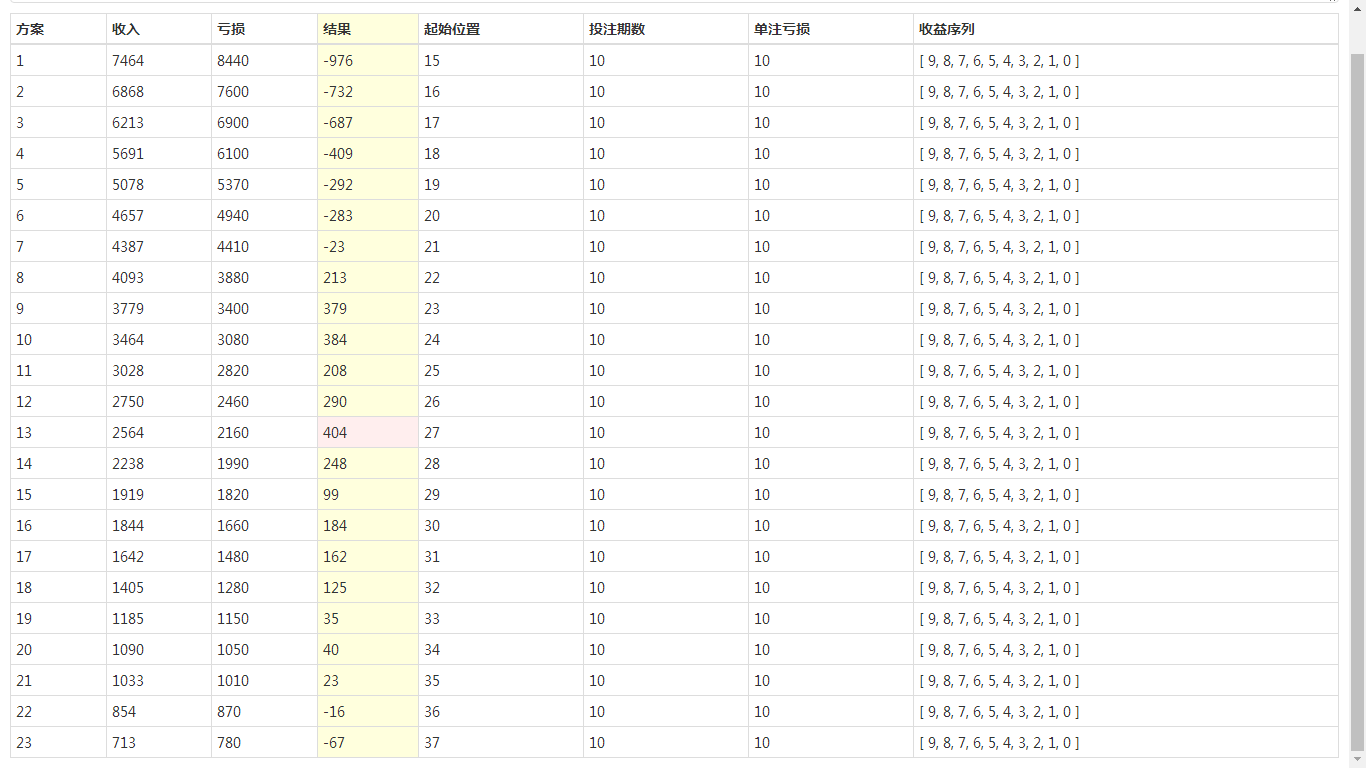 方案 收入 亏损 结果 起始位置 投注期数 单注亏损 收益序列
1 7464 8440 -976 15 10 10 [ 9, 8, 7, 6, 5, 4, 3, 2, 1, 0 ]
2 6868 7600 -732 16 10 10 [ 9, 8, 7, 6, 5, 4, 3, 2, 1, 0 ]
3 6213 6900 -687 17 10 10 [ 9, 8, 7, 6, 5, 4, 3, 2, 1, 0 ]
4 5691 6100 -409 18 10 10 [ 9, 8, 7, 6, 5, 4, 3, 2, 1, 0 ]
5 5078 5370 -292 19 10 10 [ 9, 8, 7, 6, 5, 4, 3, 2, 1, 0 ]
6 4657 4940 -283 20 10 10 [ 9, 8, 7, 6, 5, 4, 3, 2, 1, 0 ]
7 4387 4410 -23 21 10 10 [ 9, 8, 7, 6, 5, 4, 3, 2, 1, 0 ]
8 4093 3880 213 22 10 10 [ 9, 8, 7, 6, 5, 4, 3, 2, 1, 0 ]
9 3779 3400 379 23 10 10 [ 9, 8, 7, 6, 5, 4, 3, 2, 1, 0 ]
10 3464 3080 384 24 10 10 [ 9, 8, 7, 6, 5, 4, 3, 2, 1, 0 ]
11 3028 2820 208 25 10 10 [ 9, 8, 7, 6, 5, 4, 3, 2, 1, 0 ]
12 2750 2460 290 26 10 10 [ 9, 8, 7, 6, 5, 4, 3, 2, 1, 0 ]
13 2564 2160 404 27 10 10 [ 9, 8, 7, 6, 5, 4, 3, 2, 1, 0 ]
14 2238 1990 248 28 10 10 [ 9, 8, 7, 6, 5, 4, 3, 2, 1, 0 ]
15 1919 1820 99 29 10 10 [ 9, 8, 7, 6, 5, 4, 3, 2, 1, 0 ]
16 1844 1660 184 30 10 10 [ 9, 8, 7, 6, 5, 4, 3, 2, 1, 0 ]
17 1642 1480 162 31 10 10 [ 9, 8, 7, 6, 5, 4, 3, 2, 1, 0 ]
18 1405 1280 125 32 10 10 [ 9, 8, 7, 6, 5, 4, 3, 2, 1, 0 ]
19 1185 1150 35 33 10 10 [ 9, 8, 7, 6, 5, 4, 3, 2, 1, 0 ]
20 1090 1050 40 34 10 10 [ 9, 8, 7, 6, 5, 4, 3, 2, 1, 0 ]
21 1033 1010 23 35 10 10 [ 9, 8, 7, 6, 5, 4, 3, 2, 1, 0 ]
22 854 870 -16 36 10 10 [ 9, 8, 7, 6, 5, 4, 3, 2, 1, 0 ]
23 713 780 -67 37 10 10 [ 9, 8, 7, 6, 5, 4, 3, 2, 1, 0 ]